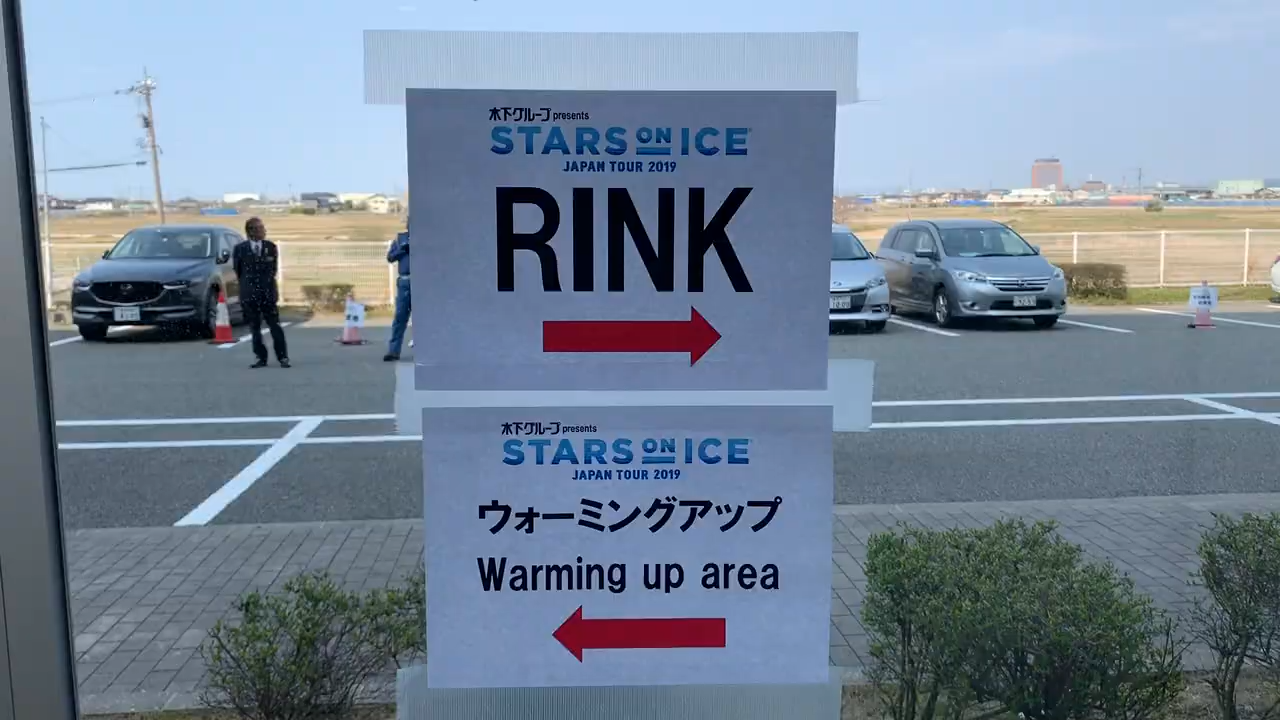 木下グループ presents
STARS ON ICE
JAPAN TOUR 2019
RINK
木下グループ presents
STARS ON ICE
JAPAN TOUR 2019
ウォーミングアップ
Warming up area